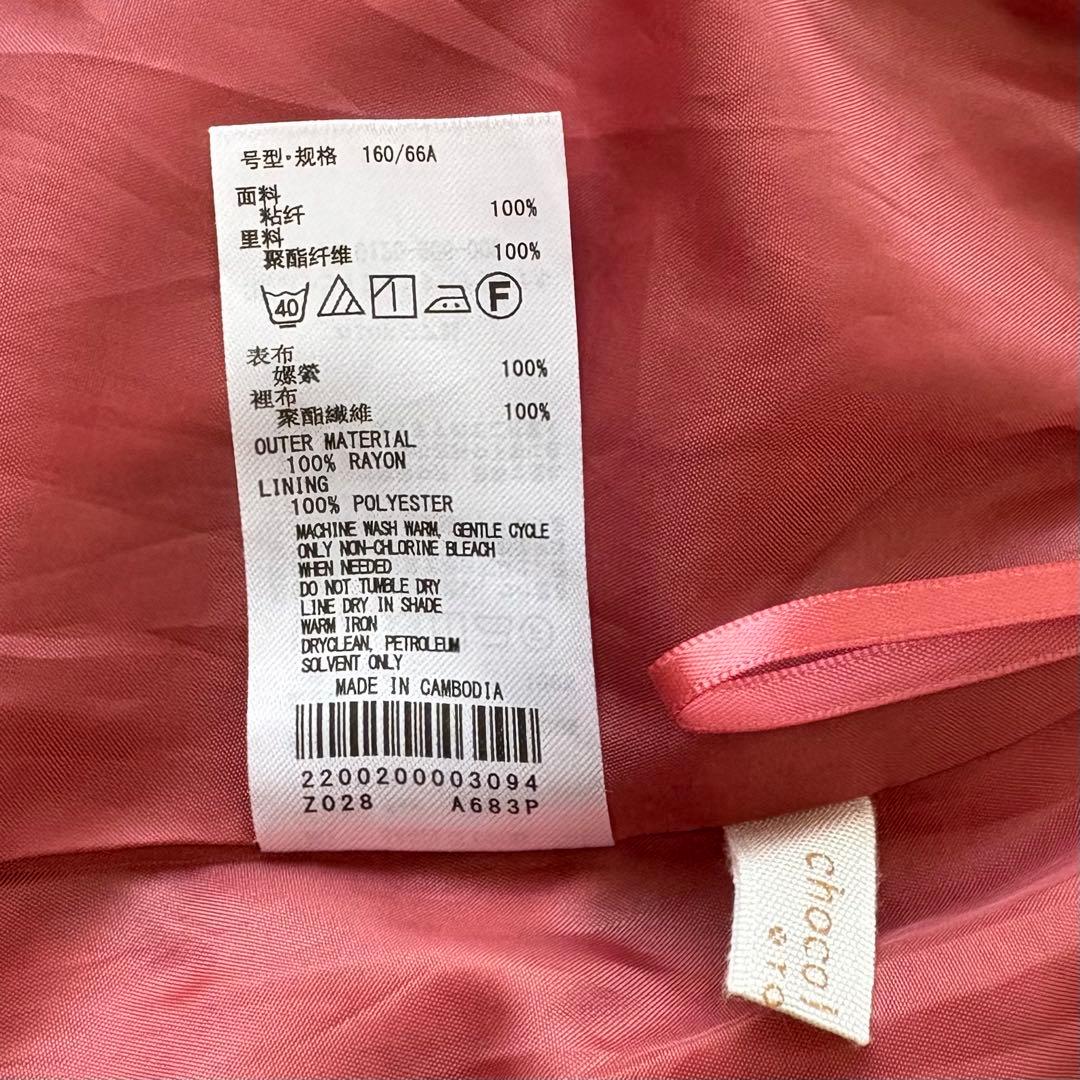 号型·规格 160/66A
面料
粘纤 100%
里料
聚酯纤维 100%
40
F
表布
嫘縈 100%
裡布
聚酯纖維 100%
OUTER MATERIAL
100% RAYON
LINING
100% POLYESTER
MACHINE WASH WARM, GENTLE CYCLE
ONLY NON-CHLORINE BLEACH
WHEN NEEDED
DO NOT TUMBLE DRY
LINE DRY IN SHADE
WARM IRON
DRYCLEAN, PETROLEUM
SOLVENT ONLY
MADE IN CAMBODIA
2200200003094
Z028 A683P